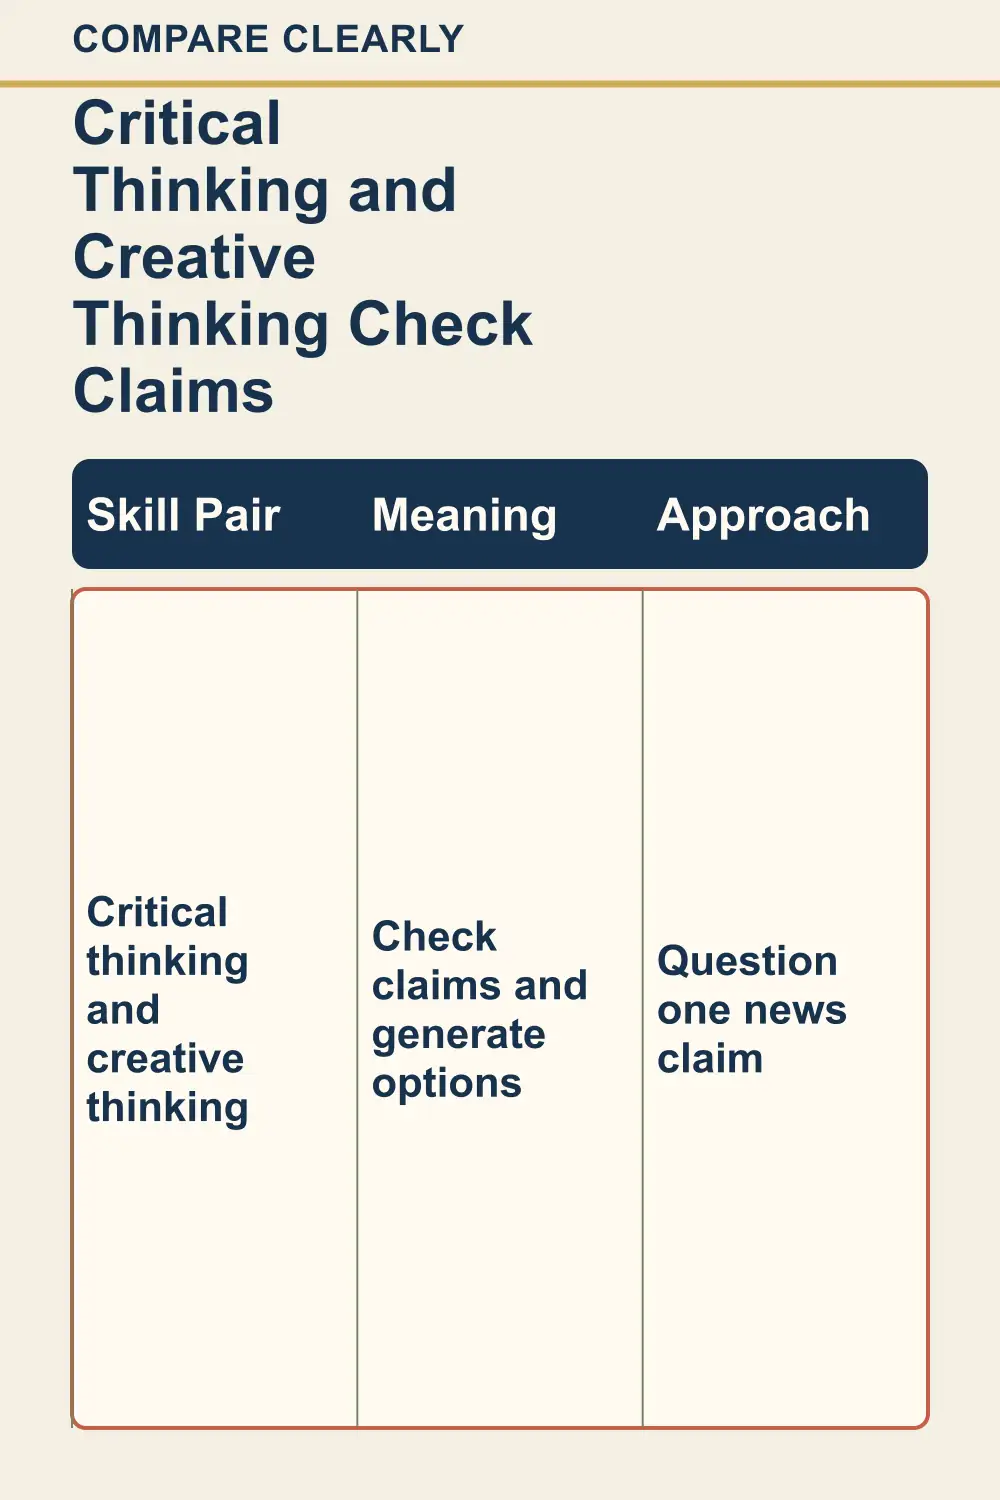 COMPARE CLEARLY
Critical
Thinking and
Creative
Thinking Check
Claims
Skill Pair
Meaning
Approach
Critical
thinking
and
creative
thinking
Check
claims and
generate
options
Question
one news
claim